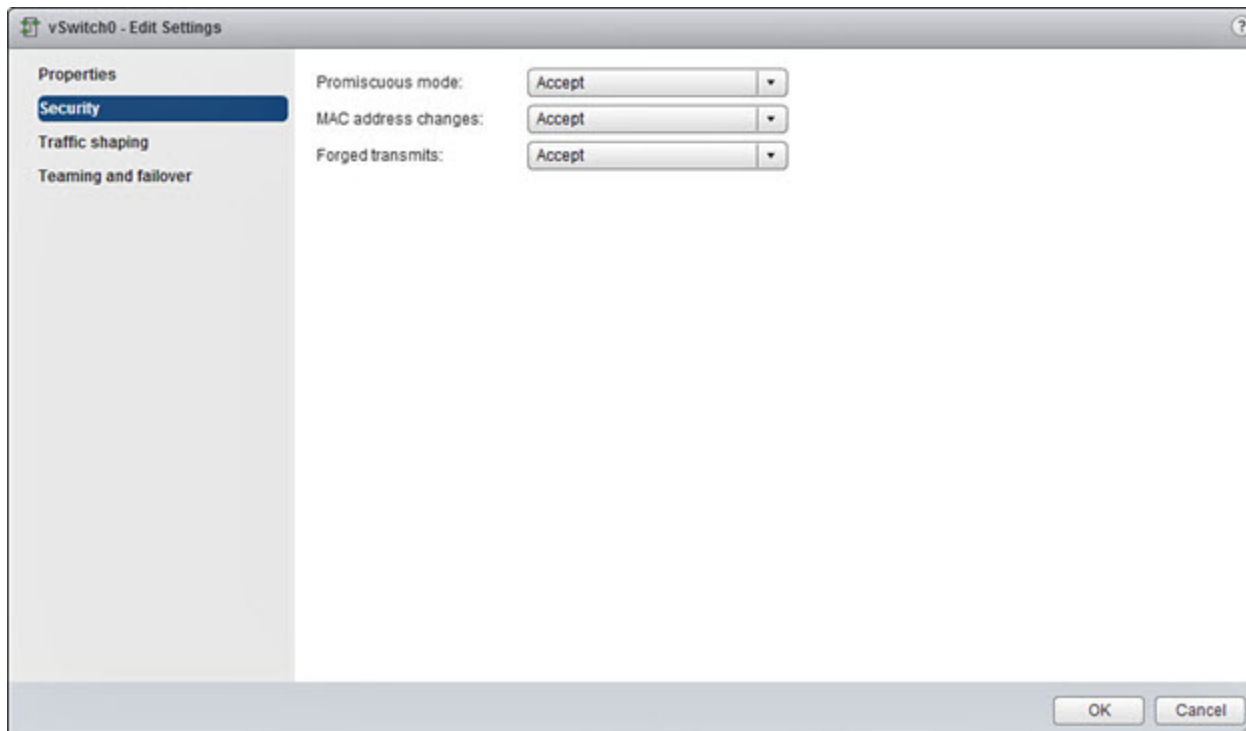 vSwitch0 - Edit Settings
?
Properties
Security
Traffic shaping
Teaming and failover
Promiscuous mode: Accept
MAC address changes: Accept
Forged transmits: Accept
OK Cancel